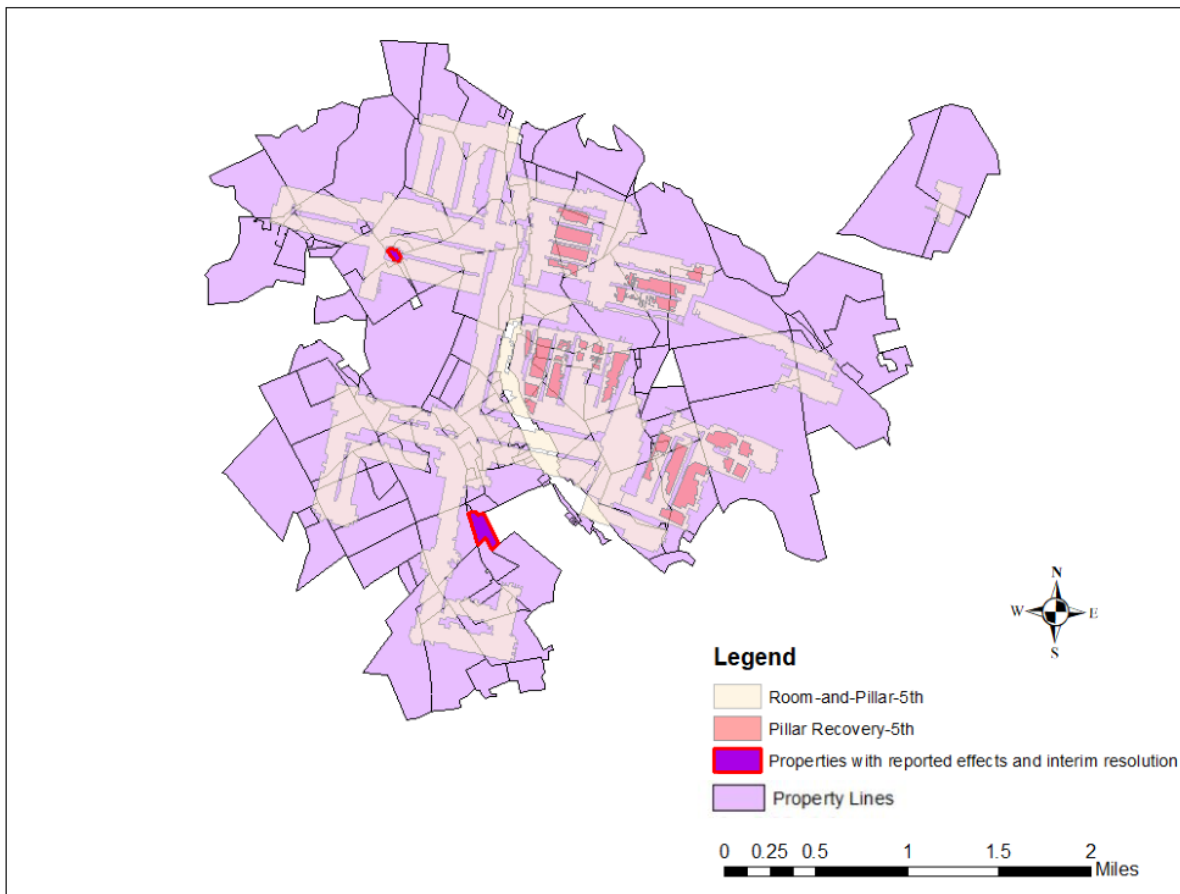 N
W E
S
Legend
Room-and-Pillar-5th
Pillar Recovery-5th
Properties with reported effects and interim resolution
Property Lines
0 0.25 0.5 1 1.5 2
Miles